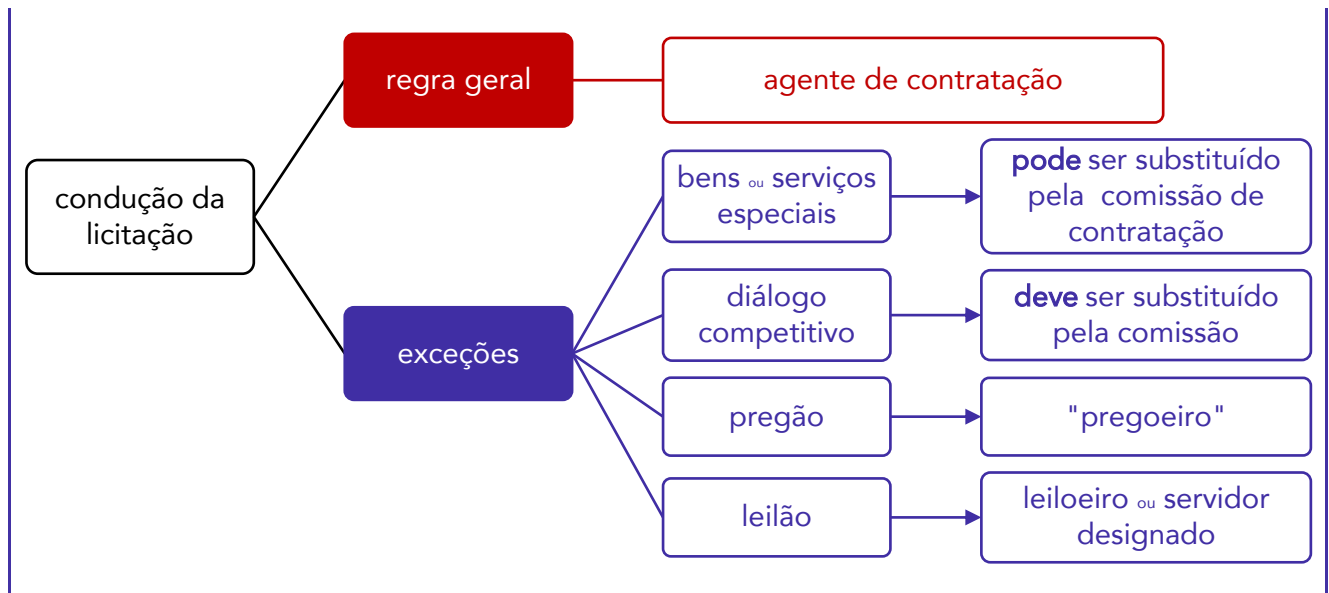 condução da
licitação
regra geral
agente de contratação
exceções
bens ou serviços
especiais
pode ser substituído
pela comissão de
contratação
diálogo
competitivo
deve ser substituído
pela comissão
pregão
"pregoeiro"
leilão
leiloeiro ou servidor
designado